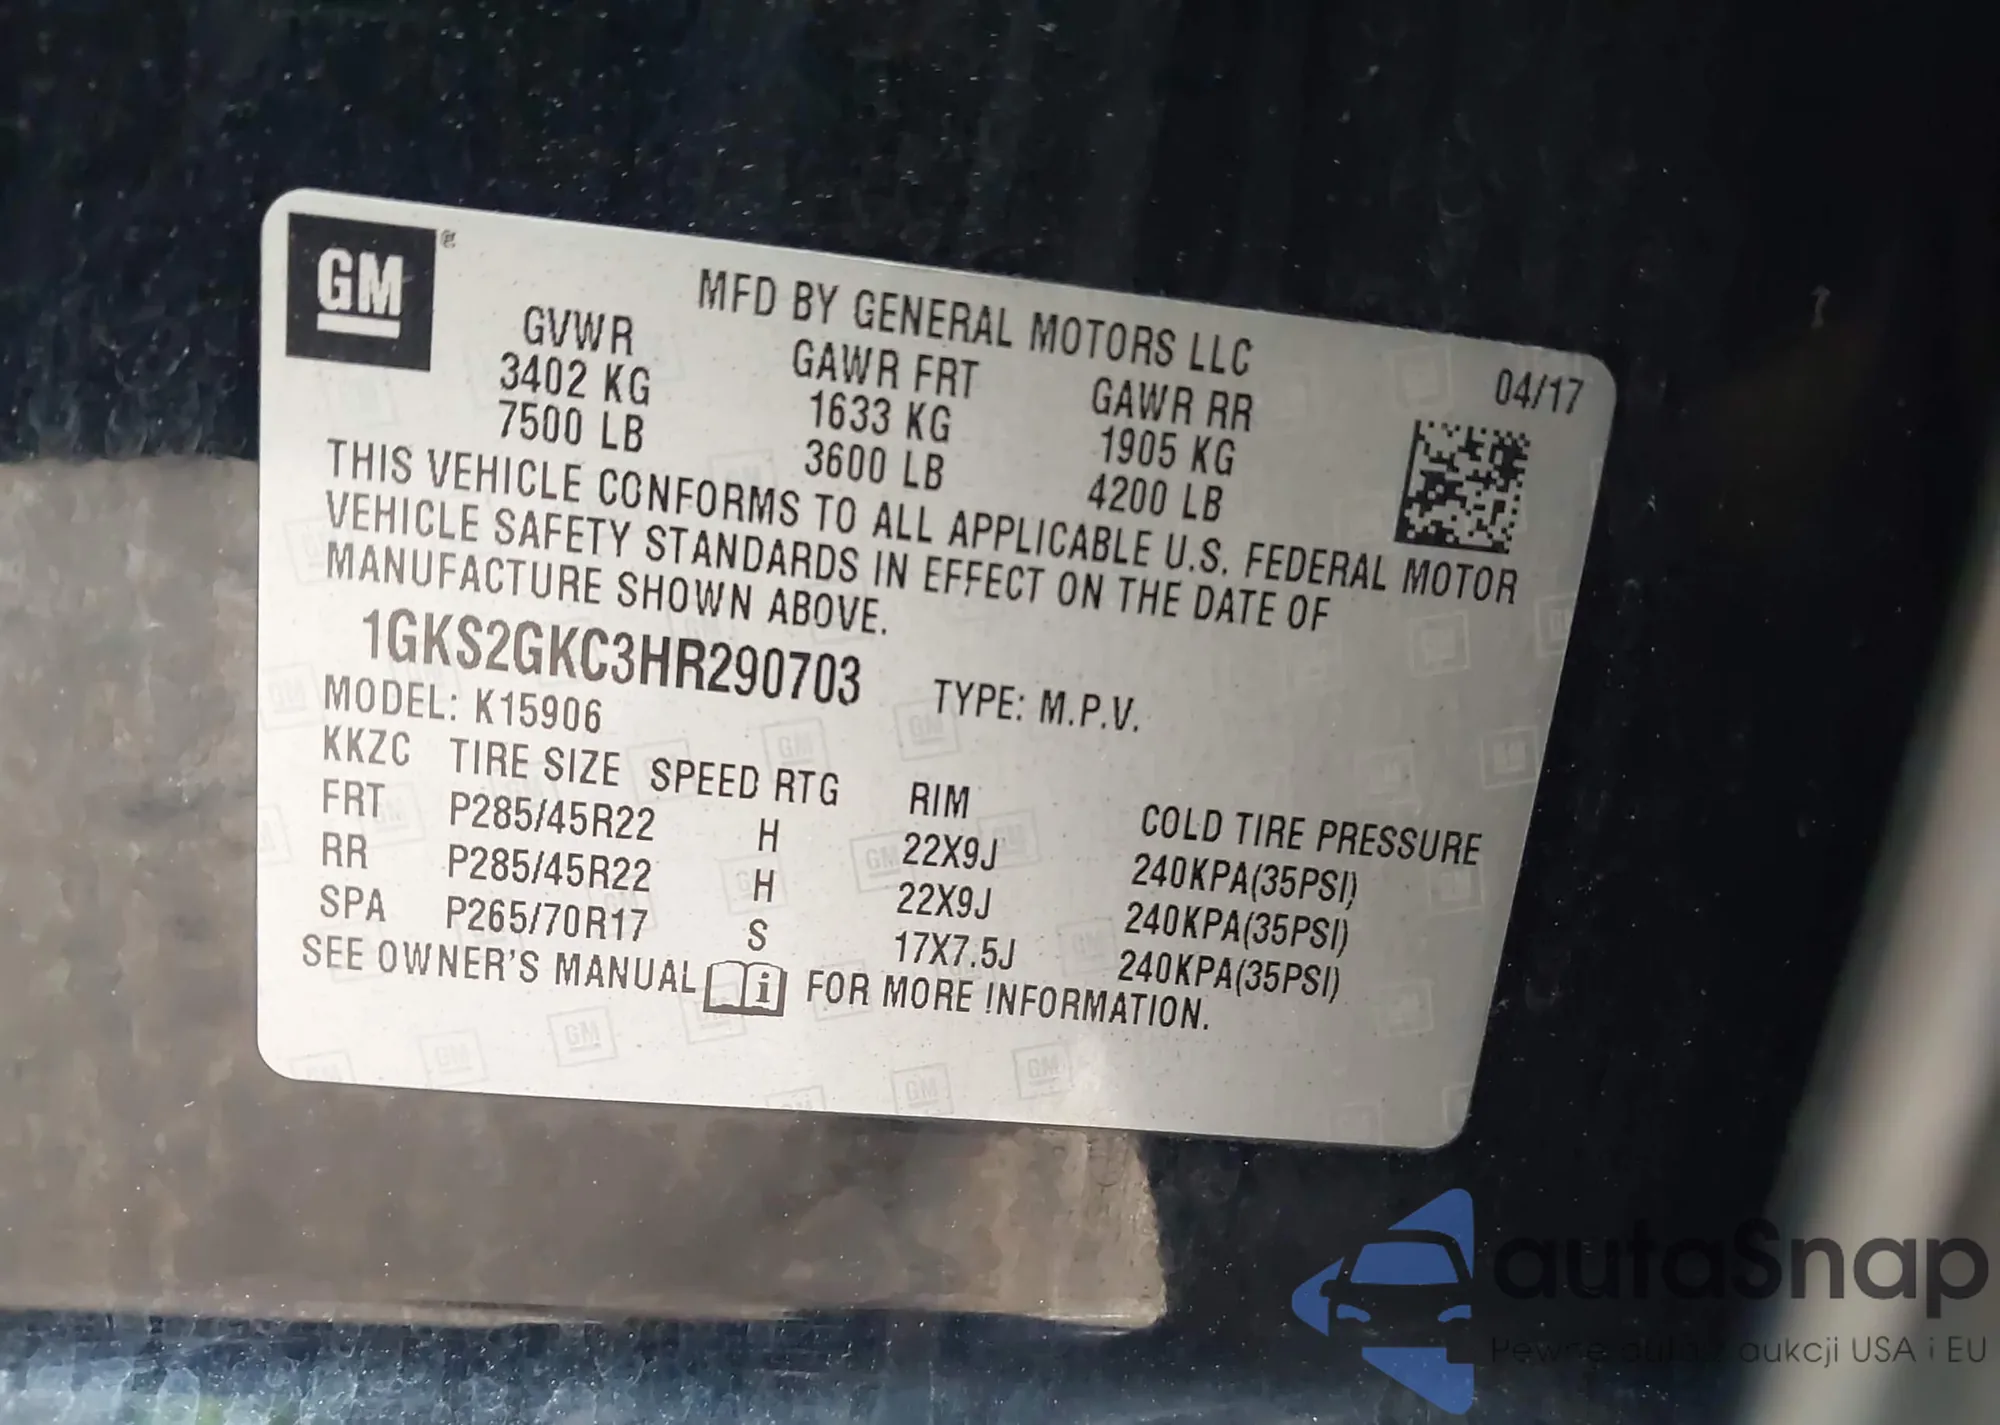 GM
MFD BY GENERAL MOTORS LLC 04/17
GVWR GAWR FRT GAWR RR
3402 KG 1633 KG 1905 KG
7500 LB 3600 LB 4200 LB
THIS VEHICLE CONFORMS TO ALL APPLICABLE U.S. FEDERAL MOTOR
VEHICLE SAFETY STANDARDS IN EFFECT ON THE DATE OF
MANUFACTURE SHOWN ABOVE.
1GKS2GKC3HR290703 TYPE: M.P.V.
MODEL: K15906
KKZC TIRE SIZE SPEED RTG RIM COLD TIRE PRESSURE
FRT P285/45R22 H 22X9J 240KPA(35PSI)
RR P285/45R22 H 22X9J 240KPA(35PSI)
SPA P265/70R17 S 17X7.5J 240KPA(35PSI)
SEE OWNER'S MANUAL i FOR MORE INFORMATION.
autaSnap
Pewne auta z aukcji USA i EU